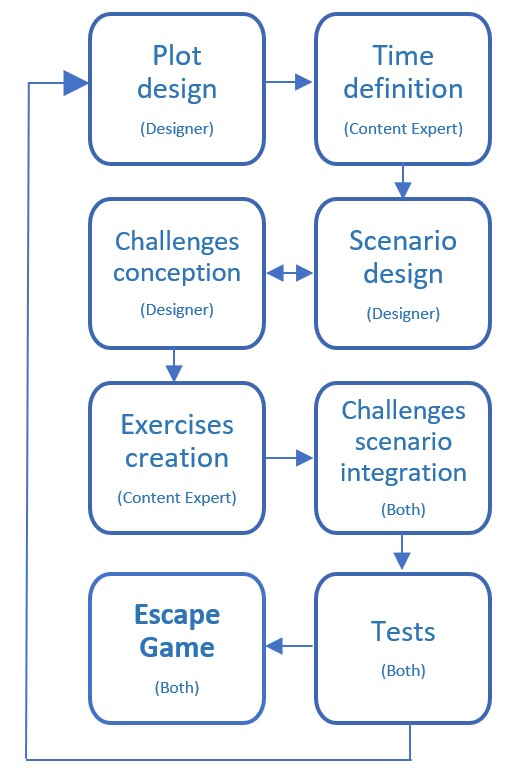 Plot
design
(Designer)
Time
definition
(Content Expert)
Challenges
conception
(Designer)
Scenario
design
(Designer)
Exercises
creation
(Content Expert)
Challenges
scenario
integration
(Both)
Escape
Game
(Both)
Tests
(Both)